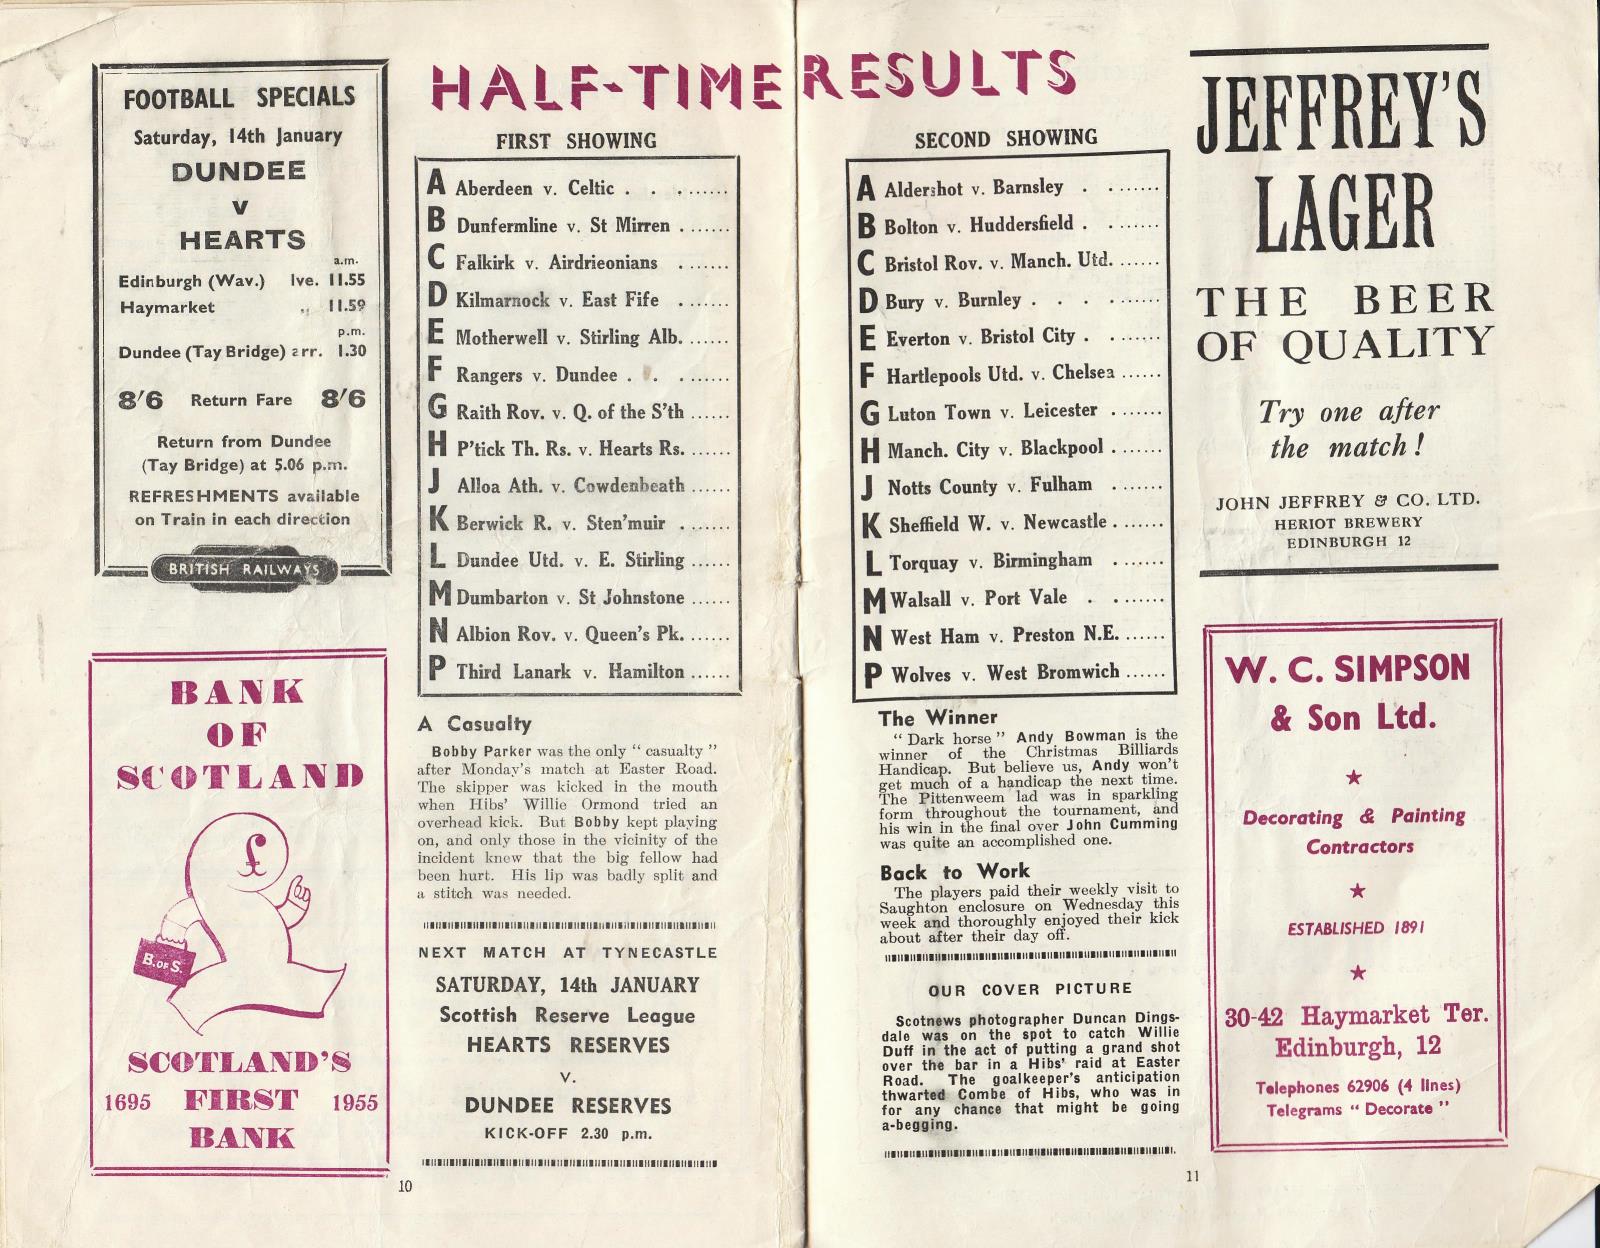 HALF-TIME RESULTS
FOOTBALL SPECIALS
Saturday, 14th January
DUNDEE
v
HEARTS
a.m.
Edinburgh (Wav.) lve. 11.55
Haymarket ,, 11.59
p.m.
Dundee (Tay Bridge) arr. 1.30
8/6 Return Fare 8/6
Return from Dundee
(Tay Bridge) at 5.06 p.m.
REFRESHMENTS available
on Train in each direction
BRITISH RAILWAYS
BANK
OF
SCOTLAND
£
B. OF S.
SCOTLAND'S
1695 FIRST 1955
BANK
FIRST SHOWING
A Aberdeen v. Celtic . . ........
B Dunfermline v. St Mirren .......
C Falkirk v. Airdrieonians .......
D Kilmarnock v. East Fife .......
E Motherwell v. Stirling Alb. ......
F Rangers v. Dundee . . .......
G Raith Rov. v. Q. of the S'th ......
H P'tick Th. Rs. v. Hearts Rs. ......
J Alloa Ath. v. Cowdenbeath ......
K Berwick R. v. Sten'muir .......
L Dundee Utd. v. E. Stirling ......
M Dumbarton v. St Johnstone ......
N Albion Rov. v. Queen's Pk. ......
P Third Lanark v. Hamilton ......
A Casualty
Bobby Parker was the only "casualty"
after Monday's match at Easter Road.
The skipper was kicked in the mouth
when Hibs' Willie Ormond tried an
overhead kick. But Bobby kept playing
on, and only those in the vicinity of the
incident knew that the big fellow had
been hurt. His lip was badly split and
a stitch was needed.
NEXT MATCH AT TYNECASTLE
SATURDAY, 14th JANUARY
Scottish Reserve League
HEARTS RESERVES
v.
DUNDEE RESERVES
KICK-OFF 2.30 p.m.
10
SECOND SHOWING
A Aldershot v. Barnsley . .......
B Bolton v. Huddersfield . .......
C Bristol Rov. v. Manch. Utd. ......
D Bury v. Burnley . . . .......
E Everton v. Bristol City . .......
F Hartlepools Utd. v. Chelsea ......
G Luton Town v. Leicester .......
H Manch. City v. Blackpool .......
J Notts County v. Fulham .......
K Sheffield W. v. Newcastle .......
L Torquay v. Birmingham .......
M Walsall v. Port Vale . .......
N West Ham v. Preston N.E. ......
P Wolves v. West Bromwich ......
The Winner
"Dark horse" Andy Bowman is the
winner of the Christmas Billiards
Handicap. But believe us, Andy won't
get much of a handicap the next time.
The Pittenweem lad was in sparkling
form throughout the tournament, and
his win in the final over John Cumming
was quite an accomplished one.
Back to Work
The players paid their weekly visit to
Saughton enclosure on Wednesday this
week and thoroughly enjoyed their kick
about after their day off.
OUR COVER PICTURE
Scotnews photographer Duncan Dings-
dale was on the spot to catch Willie
Duff in the act of putting a grand shot
over the bar in a Hibs' raid at Easter
Road. The goalkeeper's anticipation
thwarted Combe of Hibs, who was in
for any chance that might be going
a-begging.
11
JEFFREY'S
LAGER
THE BEER
OF QUALITY
Try one after
the match!
JOHN JEFFREY & CO. LTD.
HERIOT BREWERY
EDINBURGH 12
W. C. SIMPSON
& Son Ltd.
Decorating & Painting
Contractors
ESTABLISHED 1891
30-42 Haymarket Ter.
Edinburgh, 12
Telephones 62906 (4 lines)
Telegrams "Decorate"